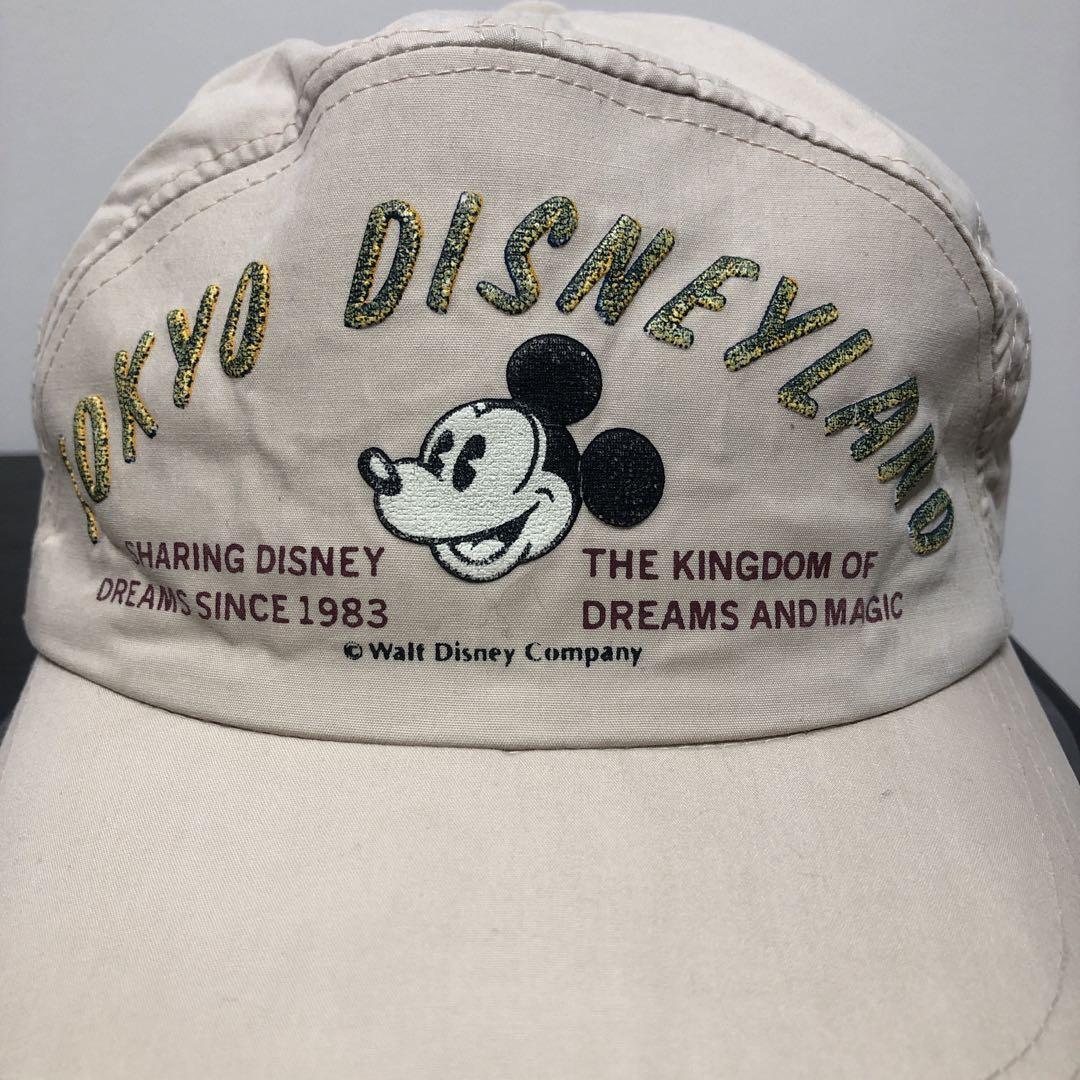 TOKYO DISNEYLAND
SHARING DISNEY
DREAMS SINCE 1983
THE KINGDOM OF
DREAMS AND MAGIC
© Walt Disney Company